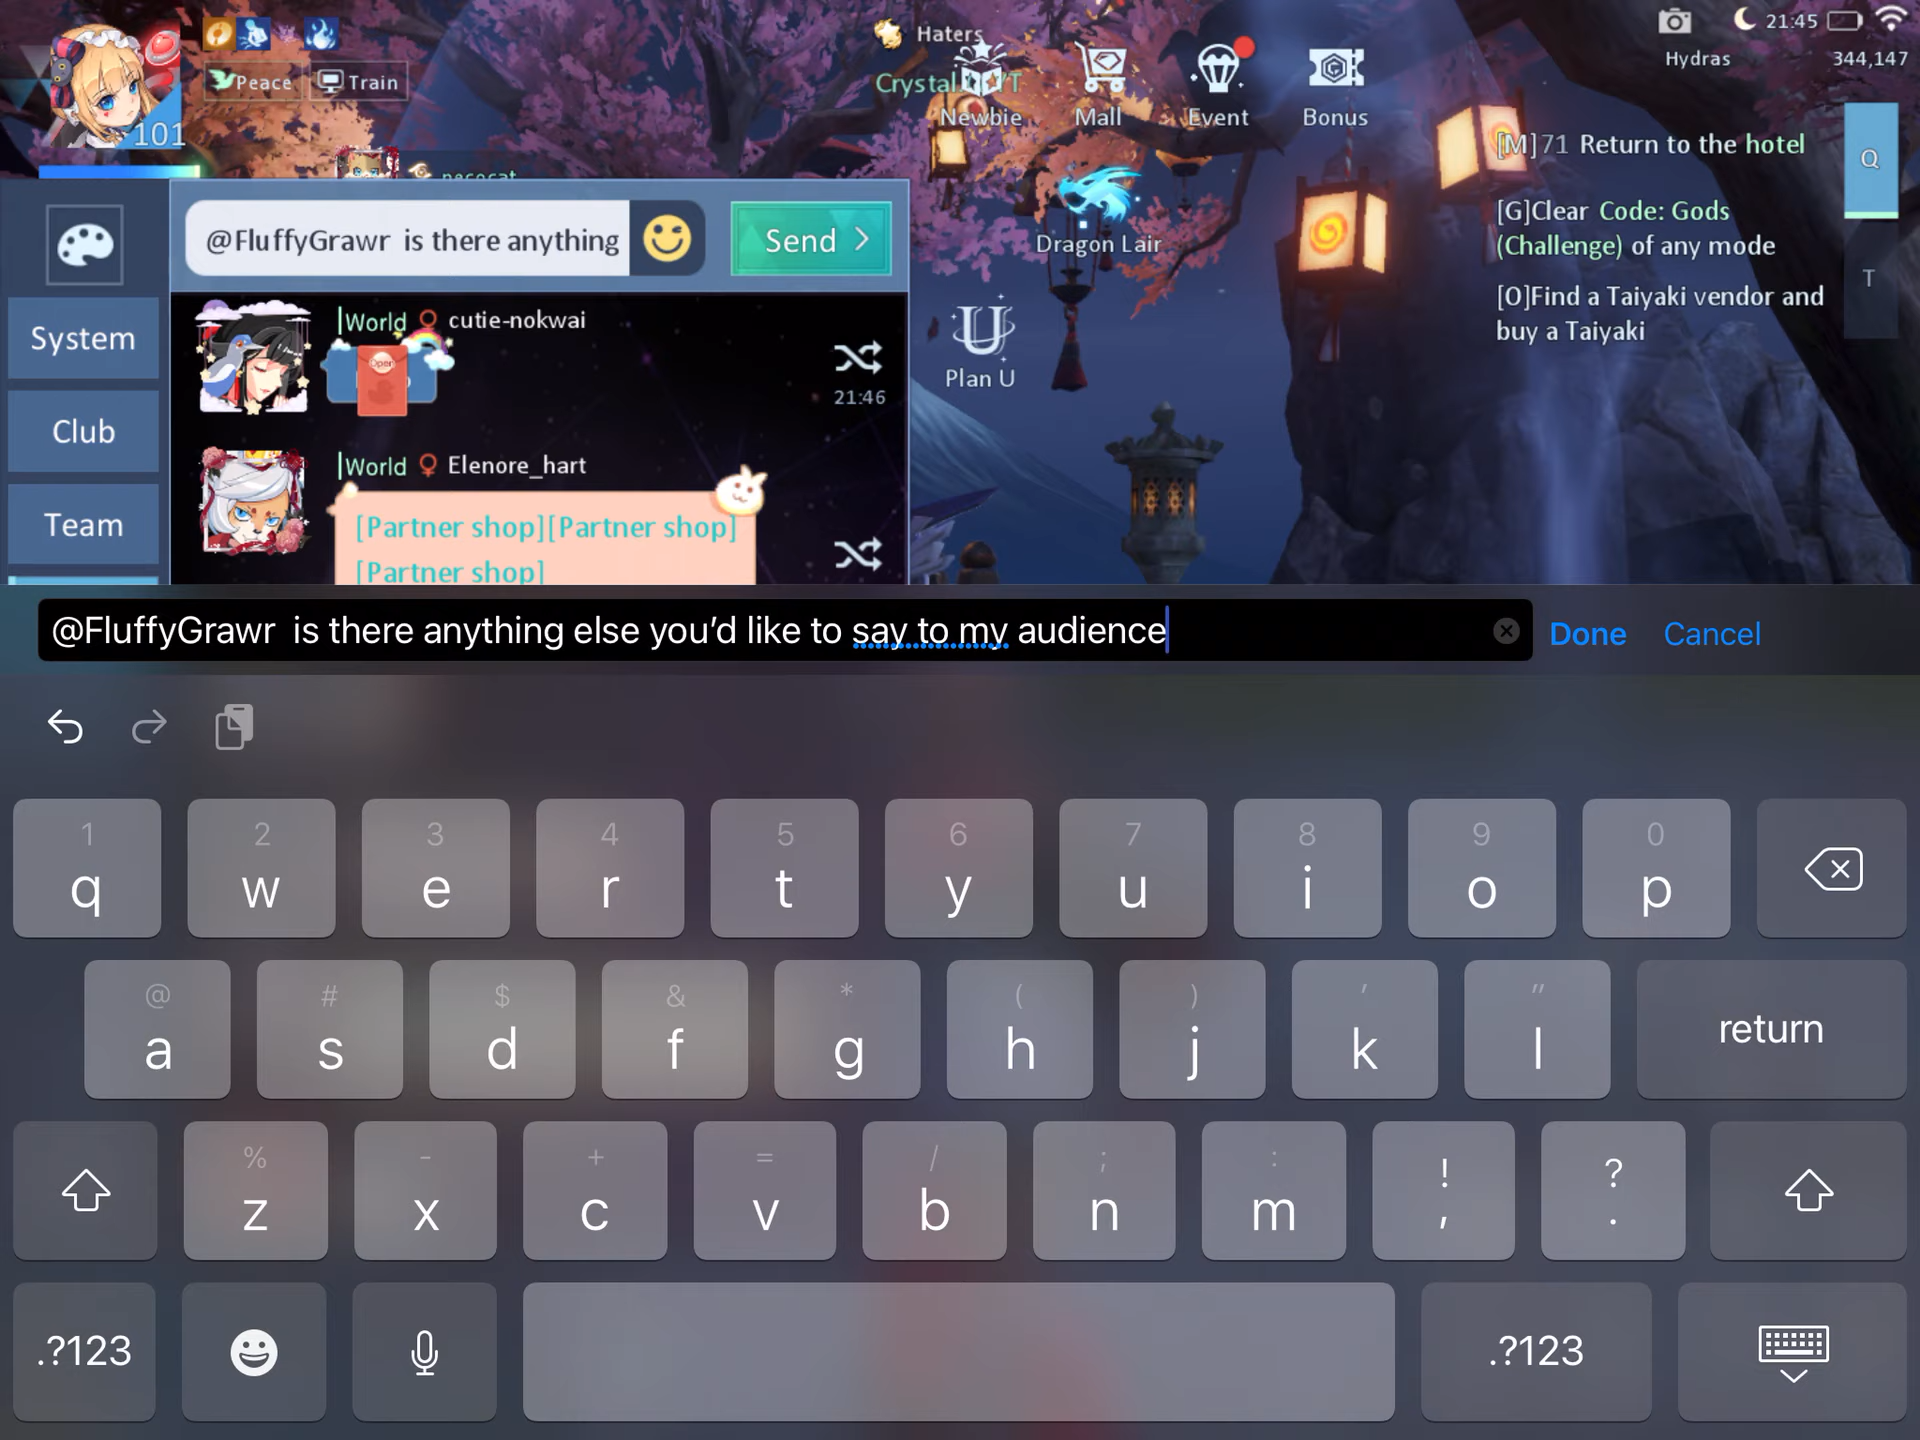 Haters
21:45
Hydras
344,147
Peace
Train
Crystal
YT
101
Newbie
Mall
Event
Bonus
[M]71 Return to the hotel
Q
[G]Clear Code: Gods
(Challenge) of any mode
[O]Find a Taiyaki vendor and
buy a Taiyaki
T
@FluffyGrawr is there anything
Send
Dragon Lair
Plan U
System
Club
Team
World cutie-nokwai
Open
21:46
World Elenore_hart
[Partner shop][Partner shop]
[Partner shop]
@FluffyGrawr is there anything else you’d like to say to my audience
Done
Cancel
1 2 3 4 5 6 7 8 9 0
q w e r t y u i o p
@ # $ & * ( ) ' "
a s d f g h j k l
return
% - + = / ; : ! ?
z x c v b n m , .
.?123
.?123